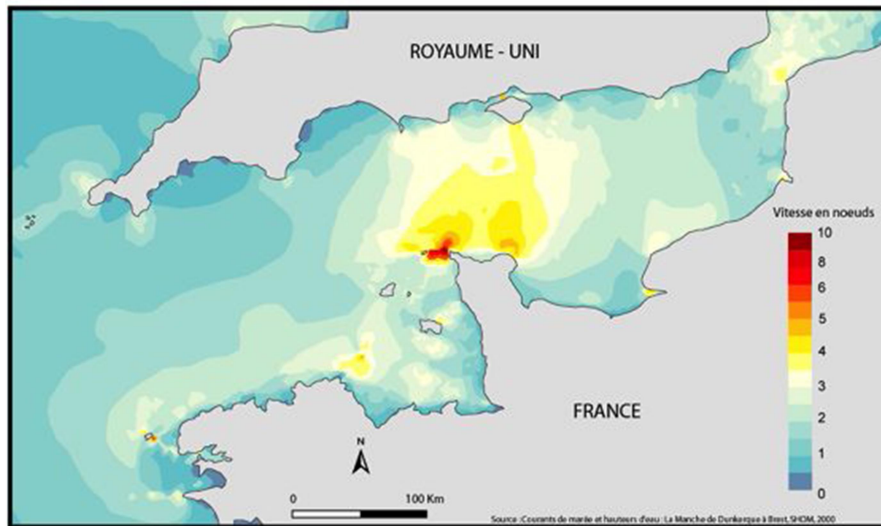 ROYAUME - UNI
Vitesse en noeuds
10
8
6
5
4
3
2
1
0
FRANCE
N
0 100 Km
Source :Courants de marée et hauteurs d'eau : La Manche de Dunkerque à Brest, SHOM, 2000